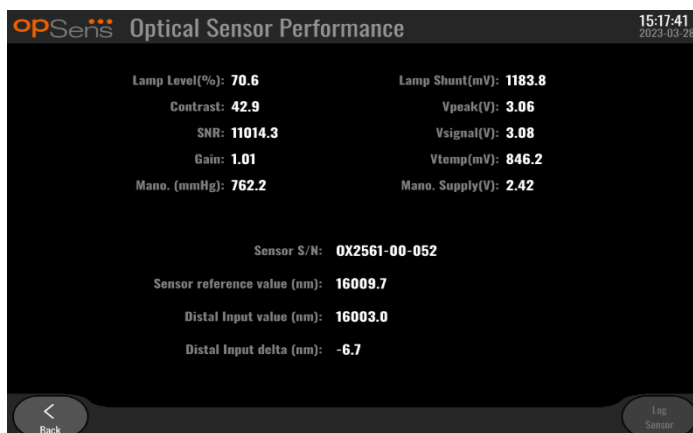 opSens Optical Sensor Performance 15:17:41
2023-03-28
Lamp Level(%): 70.6 Lamp Shunt(mV): 1183.8
Contrast: 42.9 Vpeak(V): 3.06
SNR: 11014.3 Vsignal(V): 3.08
Gain: 1.01 Vtemp(mV): 846.2
Mano. (mmHg): 762.2 Mano. Supply(V): 2.42
Sensor S/N: OX2561-00-052
Sensor reference value (nm): 16009.7
Distal Input value (nm): 16003.0
Distal Input delta (nm): -6.7
Back
Log
Sensor